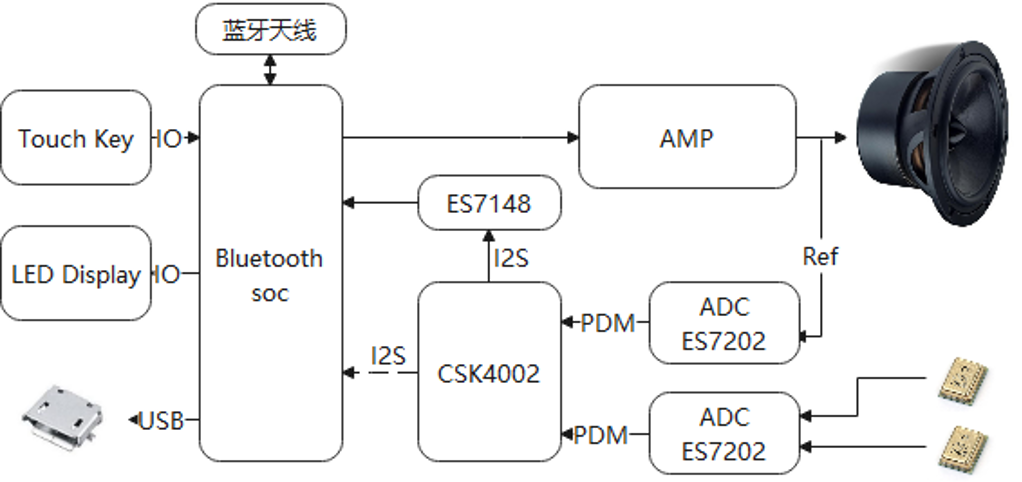 蓝牙天线
Touch Key
IO
AMP
ES7148
I2S
LED Display
IO
Bluetooth
soc
Ref
PDM
ADC
ES7202
I2S
CSK4002
USB
PDM
ADC
ES7202